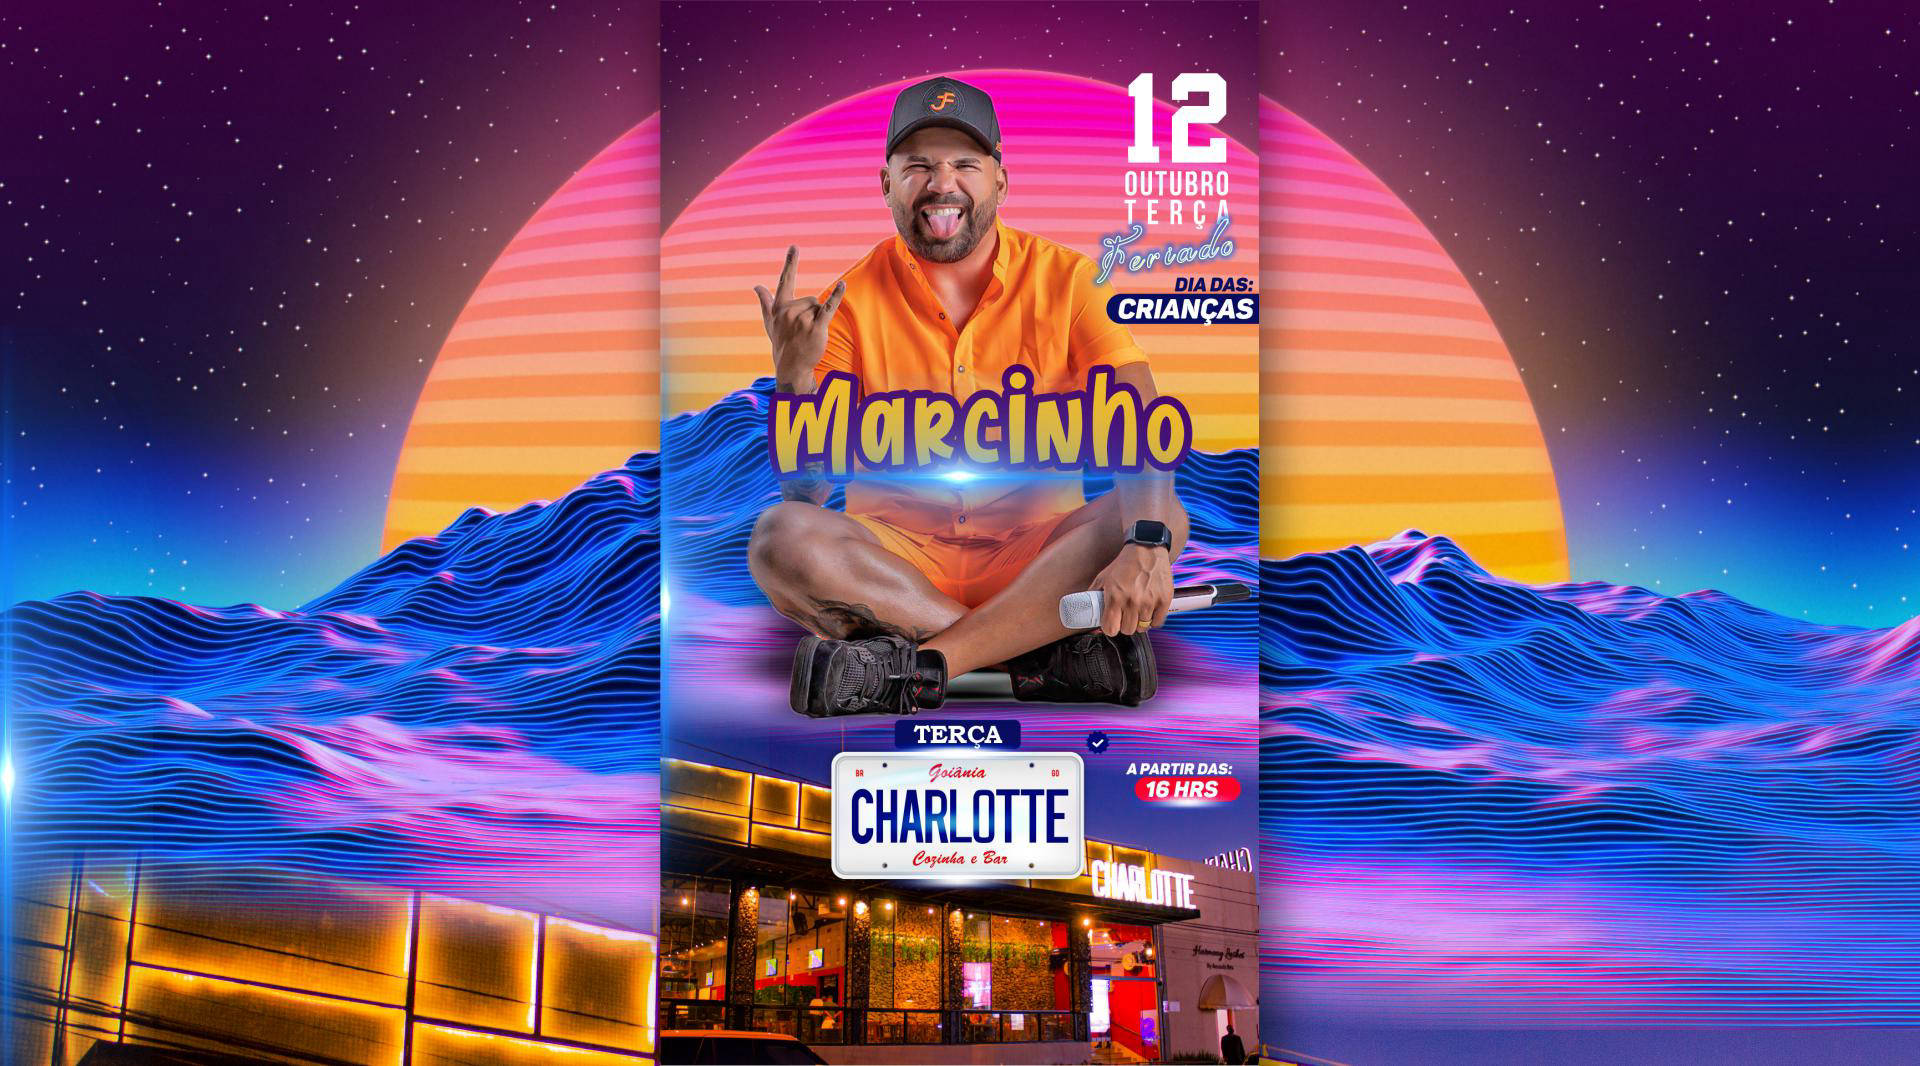 JF
12
OUTUBRO
TERÇA
Feriado
DIA DAS:
CRIANÇAS
Marcinho
TERÇA
BR
Goiânia
GO
CHARLOTTE
Cozinha e Bar
A PARTIR DAS:
16 HRS
CHARLOTTE